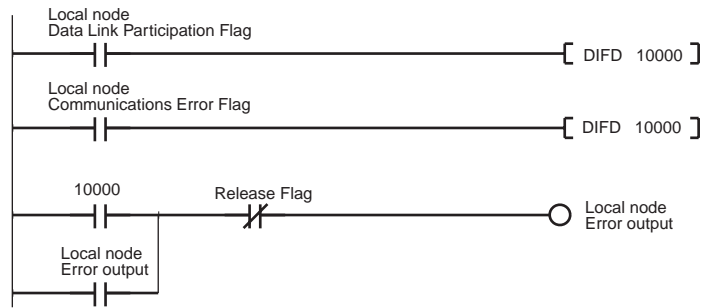 Local node
Data Link Participation Flag
DIFD 10000
Local node
Communications Error Flag
DIFD 10000
10000
Release Flag
Local node
Error output
Local node
Error output